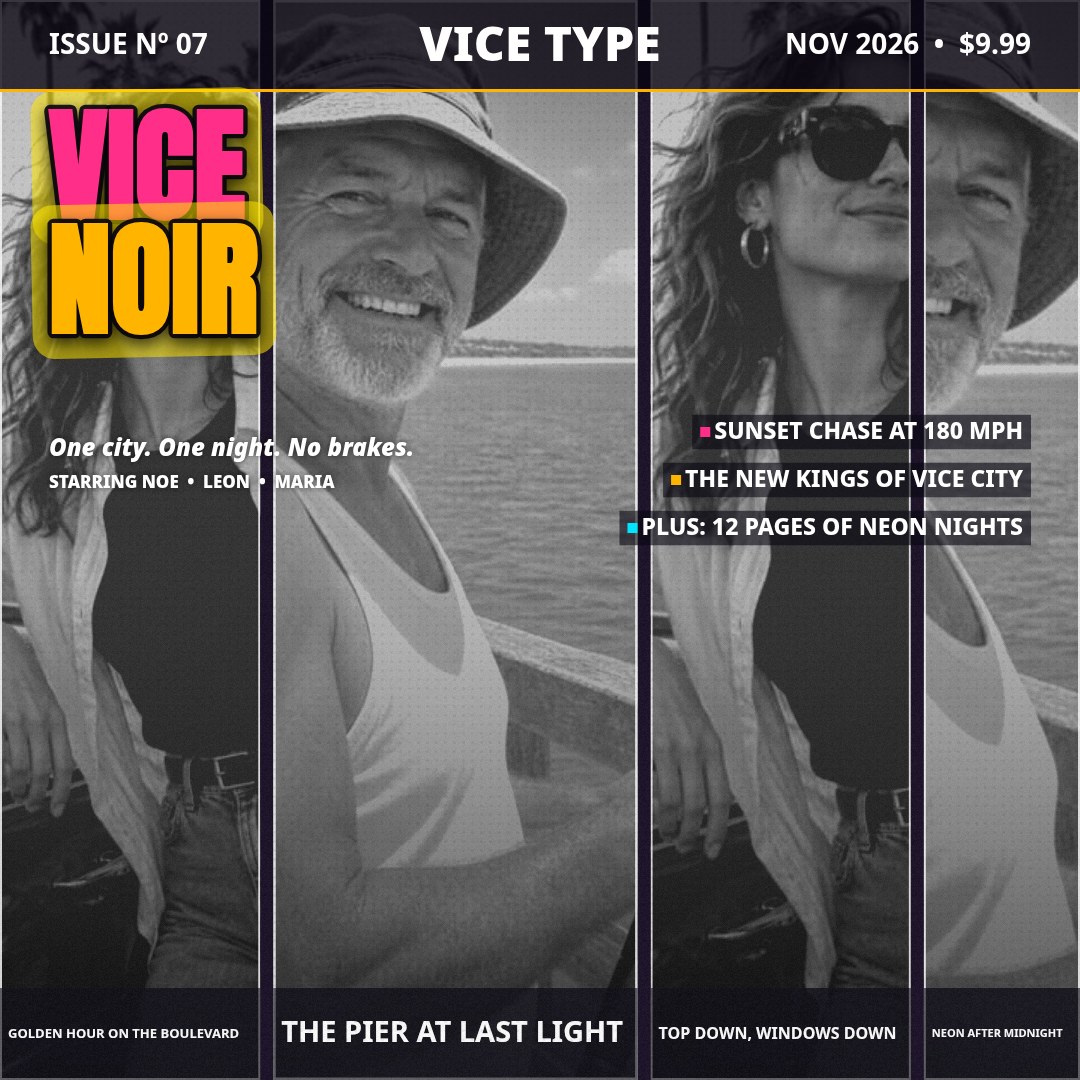 ISSUE Nº 07
VICE TYPE
NOV 2026 • $9.99
VICE
NOIR
One city. One night. No brakes.
STARRING NOE • LEON • MARIA
SUNSET CHASE AT 180 MPH
THE NEW KINGS OF VICE CITY
PLUS: 12 PAGES OF NEON NIGHTS
GOLDEN HOUR ON THE BOULEVARD
THE PIER AT LAST LIGHT
TOP DOWN, WINDOWS DOWN
NEON AFTER MIDNIGHT